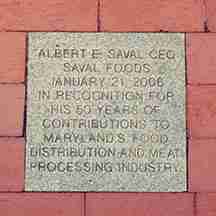 ALBERT E. SAVAL CEO
SAVAL FOODS
JANUARY 21, 2006
IN RECOGNITION FOR
HIS 60 YEARS OF
CONTRIBUTIONS TO
MARYLAND'S FOOD
DISTRIBUTION AND MEAT
PROCESSING INDUSTRY.